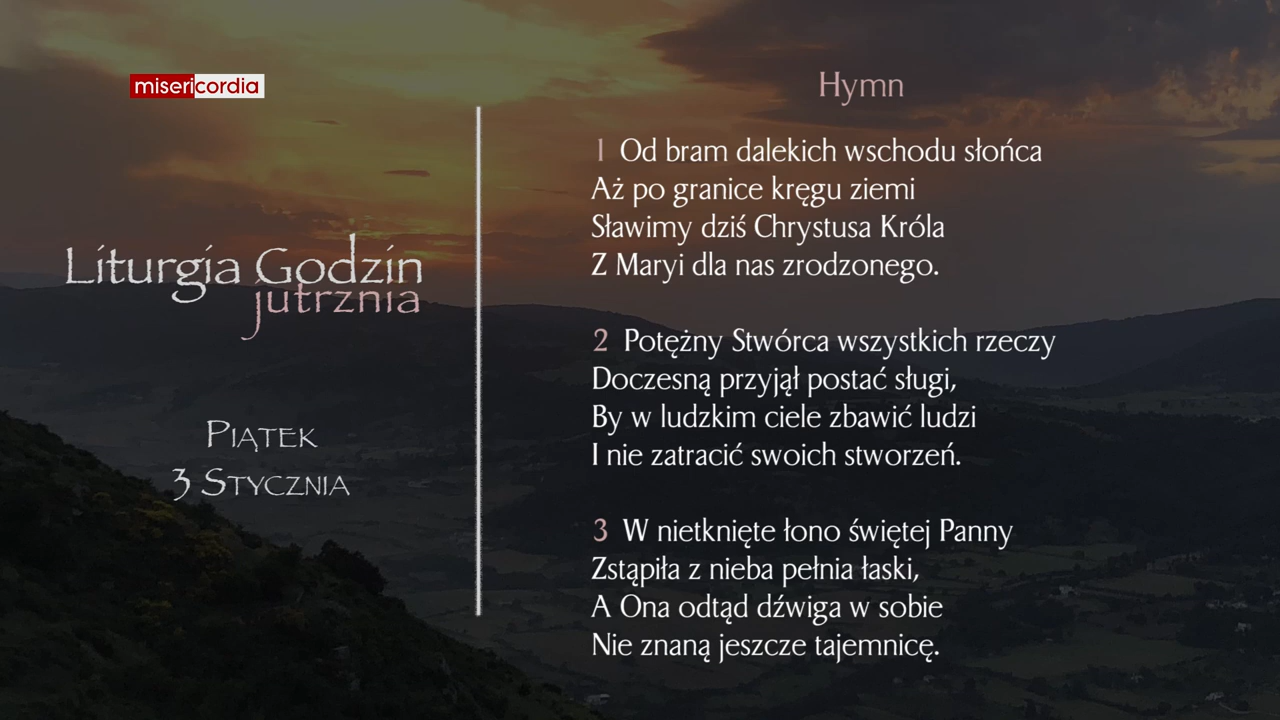 misericordia
Liturgia Godzin
jutrznia
Piątek
3 Stycznia
Hymn
1 Od bram dalekich wschodu słońca
Aż po granice kręgu ziemi
Sławimy dziś Chrystusa Króla
Z Maryi dla nas zrodzonego.
2 Potężny Stwórca wszystkich rzeczy
Doczesną przyjął postać sługi,
By w ludzkim ciele zbawić ludzi
I nie zatracić swoich stworzeń.
3 W nietknięte łono świętej Panny
Zstąpiła z nieba pełnia łaski,
A Ona odtąd dźwiga w sobie
Nie znaną jeszcze tajemnicę.